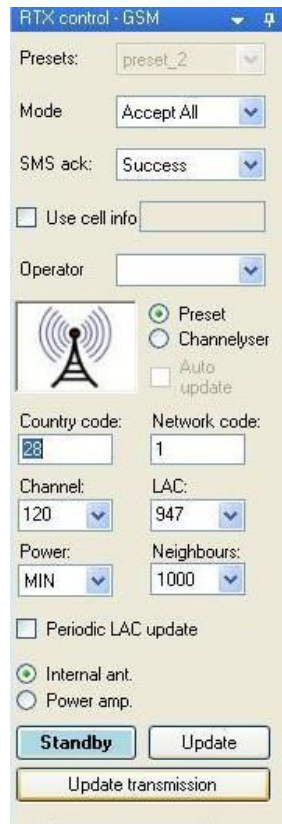 RTX control - GSM
Presets: preset_2
Mode Accept All
SMS ack: Success
Use cell info
Operator
Preset
Channelyser
Auto
update
Country code: Network code:
28 1
Channel: LAC:
120 947
Power: Neighbours:
MIN 1000
Periodic LAC update
Internal ant.
Power amp.
Standby Update
Update transmission